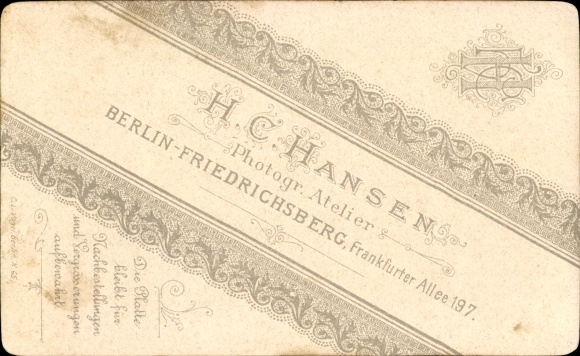 H. C. HANSEN
Photogr. Atelier
BERLIN-FRIEDRICHSBERG, Frankfurter Allee 197.
Die Platte
bleibt für
Nachbestellungen
und Vergrösserungen
aufbewahrt.